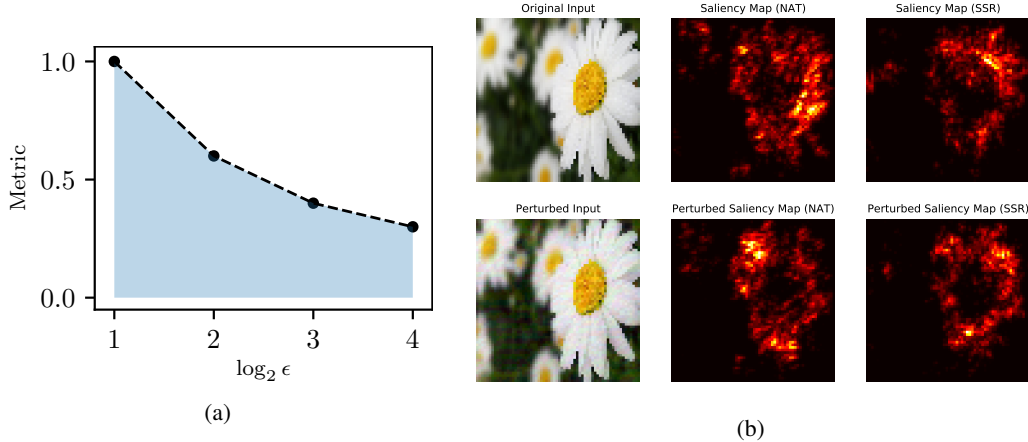 1.0
0.5
0.0
Metric
1
2
3
4
log₂ ϵ
(a)
Original Input
Saliency Map (NAT)
Saliency Map (SSR)
Perturbed Input
Perturbed Saliency Map (NAT)
Perturbed Saliency Map (SSR)
(b)